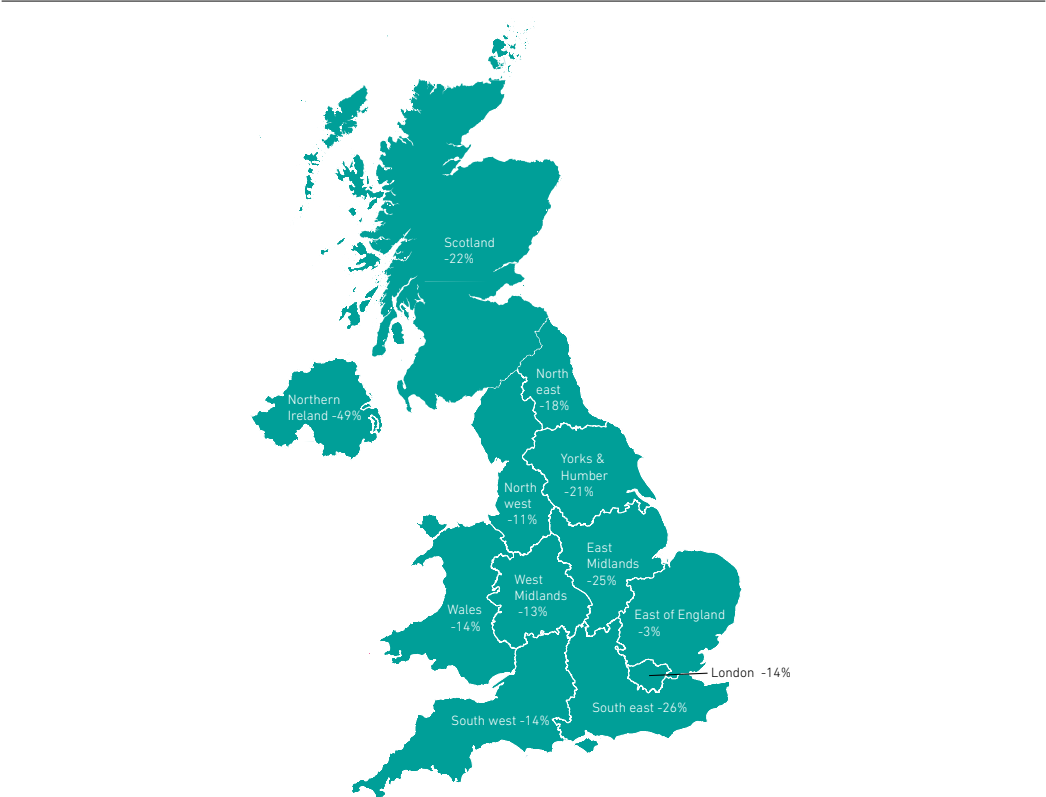 Scotland
-22%
North
east
-18%
Northern
Ireland -49%
Yorks &
Humber
-21%
North
west
-11%
East
Midlands
-25%
West
Midlands
-13%
Wales
-14%
East of England
-3%
London -14%
South east -26%
South west -14%